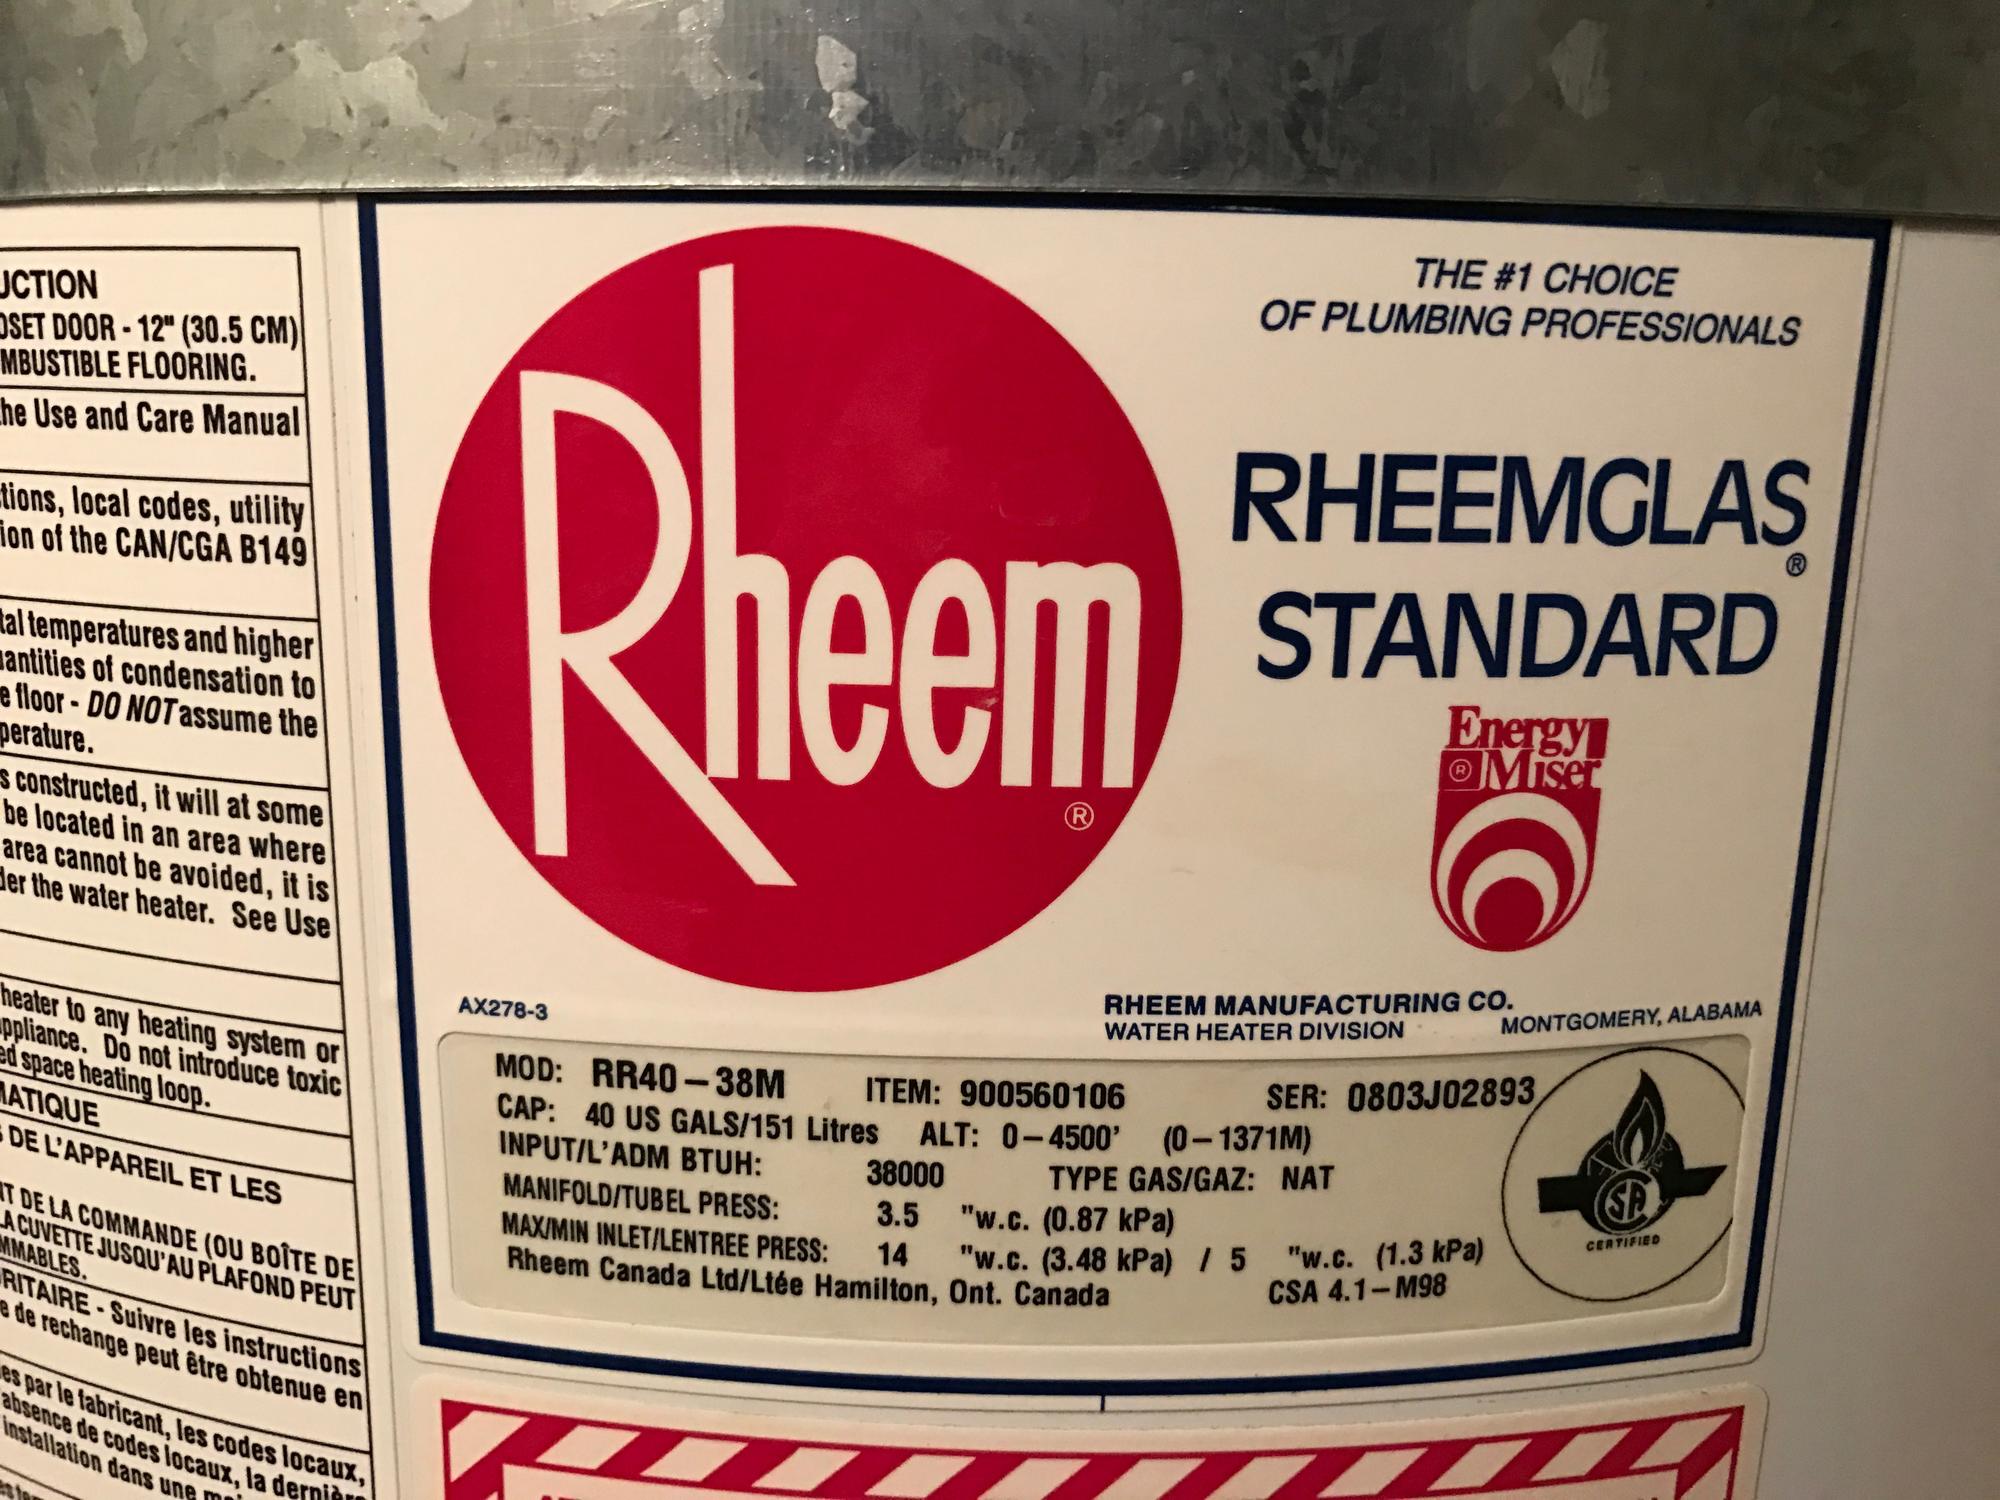 UCTION
OSET DOOR - 12" (30.5 CM)
MBUSTIBLE FLOORING.
the Use and Care Manual
tions, local codes, utility
ion of the CAN/CGA B149
tal temperatures and higher
uantities of condensation to
e floor - DO NOT assume the
perature.
s constructed, it will at some
be located in an area where
area cannot be avoided, it is
der the water heater. See Use
heater to any heating system or
appliance. Do not introduce toxic
ed space heating loop.
MATIQUE
S DE L'APPAREIL ET LES
NT DE LA COMMANDE (OU BOÎTE DE
LA CUVETTE JUSQU'AU PLAFOND PEUT
MMABLES.
RITAIRE - Suivre les instructions
e de rechange peut être obtenue en
es par le fabricant, les codes locaux,
'absence de codes locaux, la dernière
installation dans une
Rheem
®
THE #1 CHOICE
OF PLUMBING PROFESSIONALS
RHEEMGLAS®
STANDARD
Energy
® Miser
AX278-3
RHEEM MANUFACTURING CO.
WATER HEATER DIVISION MONTGOMERY, ALABAMA
MOD: RR40-38M ITEM: 900560106 SER: 0803J02893
CAP: 40 US GALS/151 Litres ALT: 0-4500' (0-1371M)
INPUT/L'ADM BTUH: 38000 TYPE GAS/GAZ: NAT
MANIFOLD/TUBEL PRESS: 3.5 "w.c. (0.87 kPa)
MAX/MIN INLET/LENTREE PRESS: 14 "w.c. (3.48 kPa) / 5 "w.c. (1.3 kPa)
Rheem Canada Ltd/Ltée Hamilton, Ont. Canada CSA 4.1-M98
CSA
CERTIFIED